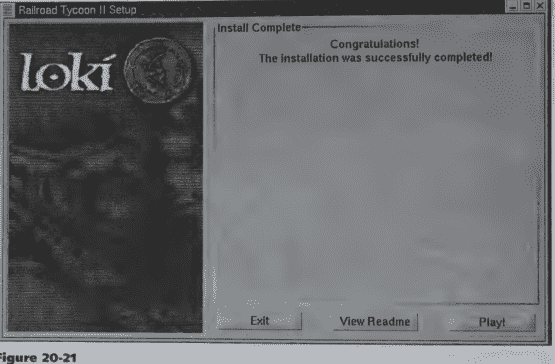 Railroad Tycoon II Setup
loki
Install Complete
Congratulations!
The installation was successfully completed!
Exit
View Readme
Play!
Figure 20-21